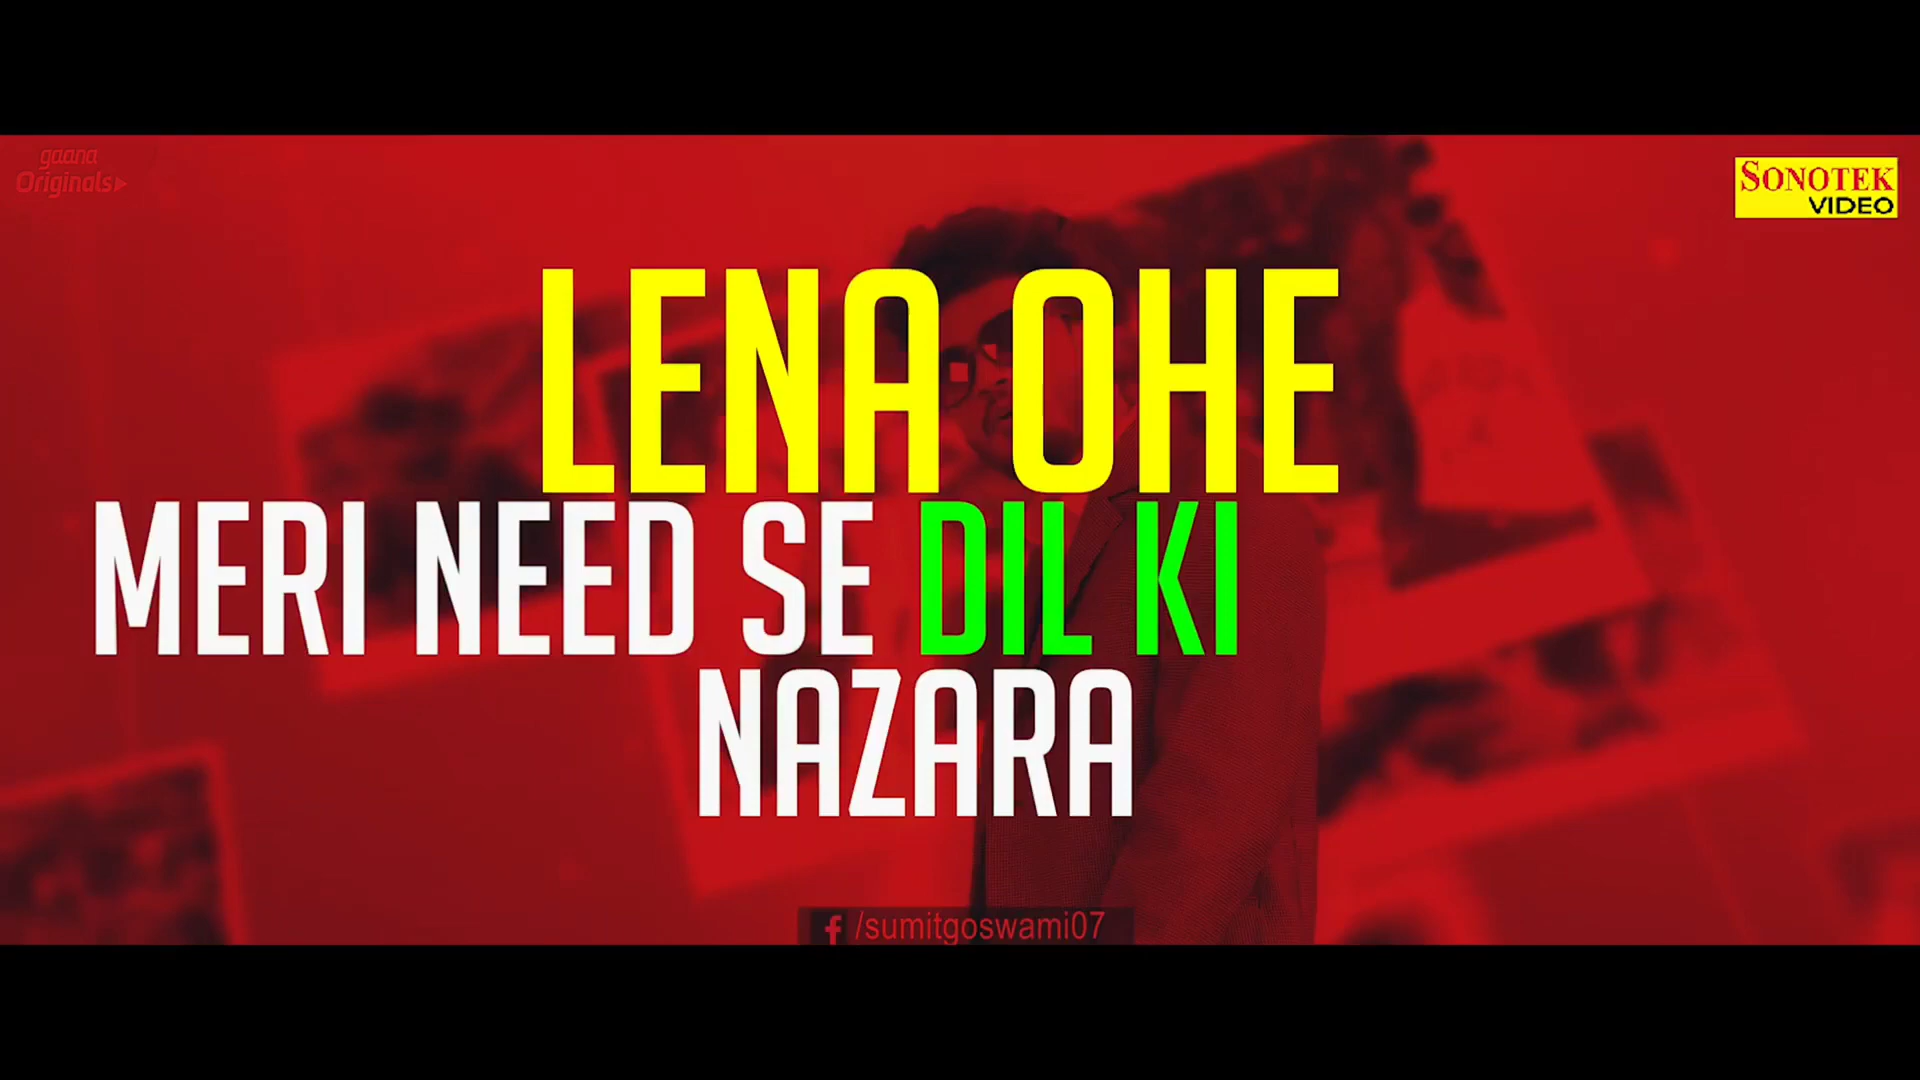 gaana
Originals
SONOTEK
VIDEO
LENA OHE
MERI NEED SE DIL KI
NAZARA
f /sumitgoswami07